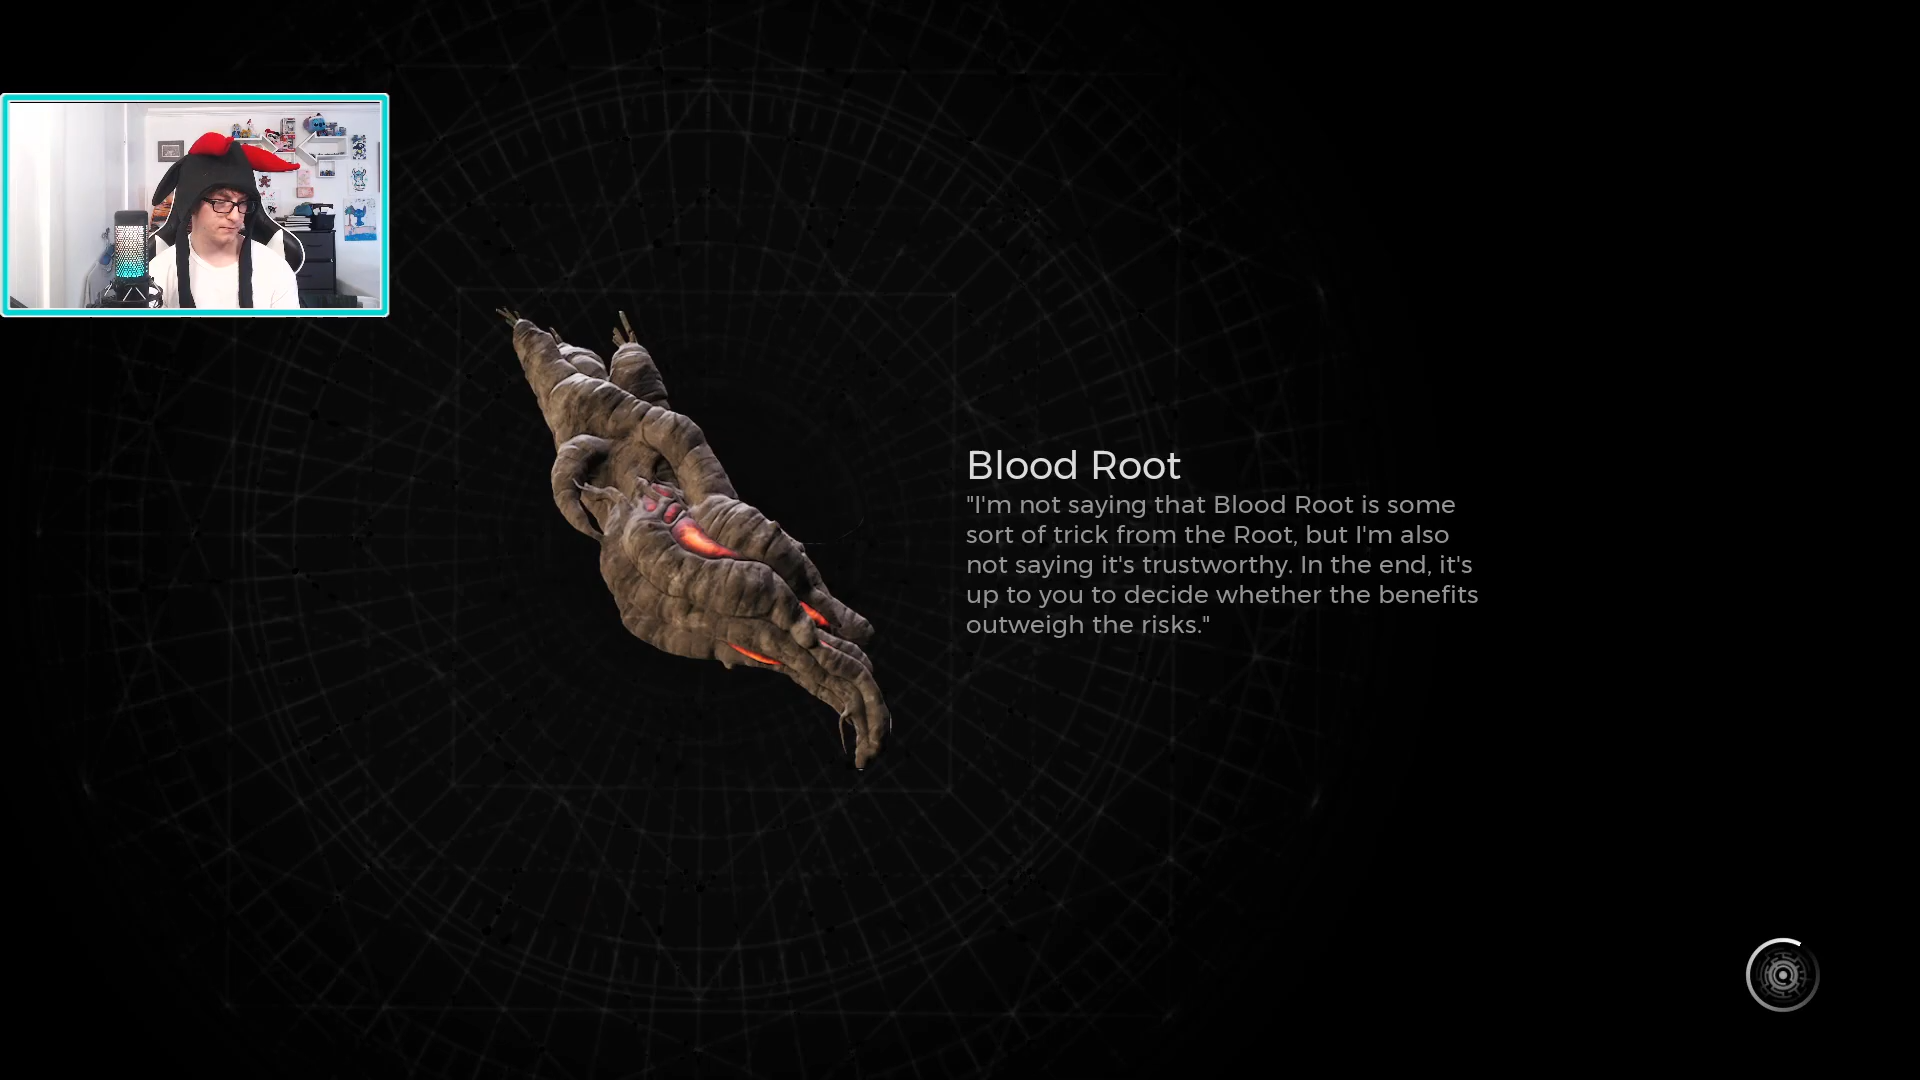 Blood Root
"I'm not saying that Blood Root is some
sort of trick from the Root, but I'm also
not saying it's trustworthy. In the end, it's
up to you to decide whether the benefits
outweigh the risks."